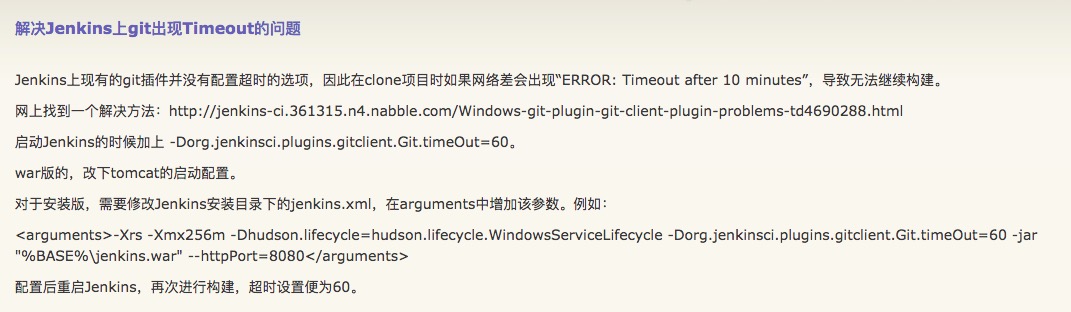 解决Jenkins上git出现Timeout的问题
Jenkins上现有的git插件并没有配置超时的选项，因此在clone项目时如果网络差会出现“ERROR: Timeout after 10 minutes”，导致无法继续构建。
网上找到一个解决方法：http://jenkins-ci.361315.n4.nabble.com/Windows-git-plugin-git-client-plugin-problems-td4690288.html
启动Jenkins的时候加上 -Dorg.jenkinsci.plugins.gitclient.Git.timeOut=60。
war版的，改下tomcat的启动配置。
对于安装版，需要修改Jenkins安装目录下的jenkins.xml，在arguments中增加该参数。例如：
<arguments>-Xrs -Xmx256m -Dhudson.lifecycle=hudson.lifecycle.WindowsServiceLifecycle -Dorg.jenkinsci.plugins.gitclient.Git.timeOut=60 -jar
"%BASE%\jenkins.war" --httpPort=8080</arguments>
配置后重启Jenkins，再次进行构建，超时设置便为60。